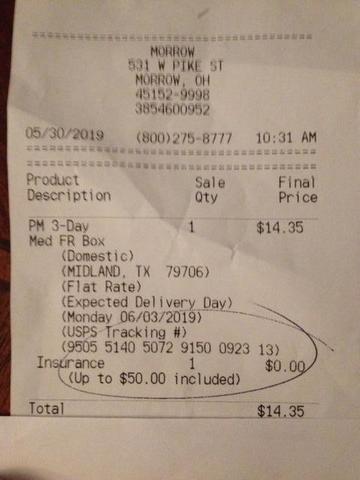 MORROW
531 W PIKE ST
MORROW, OH
45152-9998
3854600952
05/30/2019 (800)275-8777 10:31 AM
Product Sale Final
Description Qty Price
PM 3-Day 1 $14.35
Med FR Box
(Domestic)
(MIDLAND, TX 79706)
(Flat Rate)
(Expected Delivery Day)
(Monday 06/03/2019)
(USPS Tracking #)
(9505 5140 5072 9150 0923 13)
Insurance 1 $0.00
(Up to $50.00 included)
Total $14.35